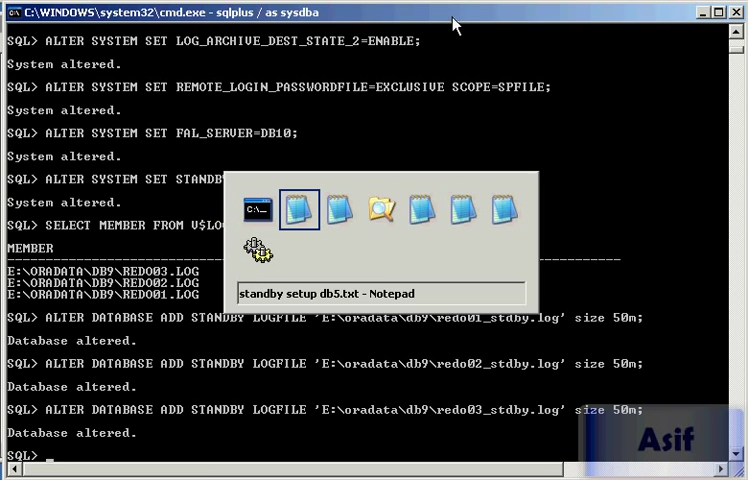 C:\WINDOWS\system32\cmd.exe - sqlplus / as sysdba
SQL> ALTER SYSTEM SET LOG_ARCHIVE_DEST_STATE_2=ENABLE;
System altered.
SQL> ALTER SYSTEM SET REMOTE_LOGIN_PASSWORDFILE=EXCLUSIVE SCOPE=SPFILE;
System altered.
SQL> ALTER SYSTEM SET FAL_SERVER=DB10;
System altered.
SQL> ALTER SYSTEM SET STANDB
System altered.
SQL> SELECT MEMBER FROM V$LO
MEMBER
E:\ORADATA\DB9\REDO03.LOG
E:\ORADATA\DB9\REDO02.LOG
E:\ORADATA\DB9\REDO01.LOG
C:\_
standby setup db5.txt - Notepad
SQL> ALTER DATABASE ADD STANDBY LOGFILE 'E:\oradata\db9\redo01_stdby.log' size 50m;
Database altered.
SQL> ALTER DATABASE ADD STANDBY LOGFILE 'E:\oradata\db9\redo02_stdby.log' size 50m;
Database altered.
SQL> ALTER DATABASE ADD STANDBY LOGFILE 'E:\oradata\db9\redo03_stdby.log' size 50m;
Database altered.
SQL> _
Asif